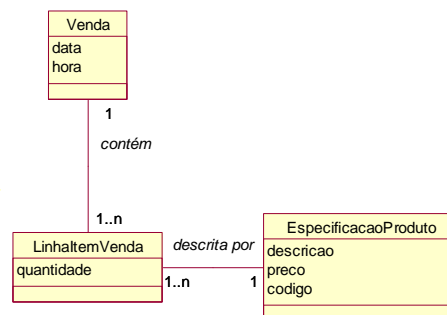 Venda
data
hora
1
contém
1..n
LinhaItemVenda
quantidade
descrita por
1..n
1
EspecificacaoProduto
descricao
preco
codigo